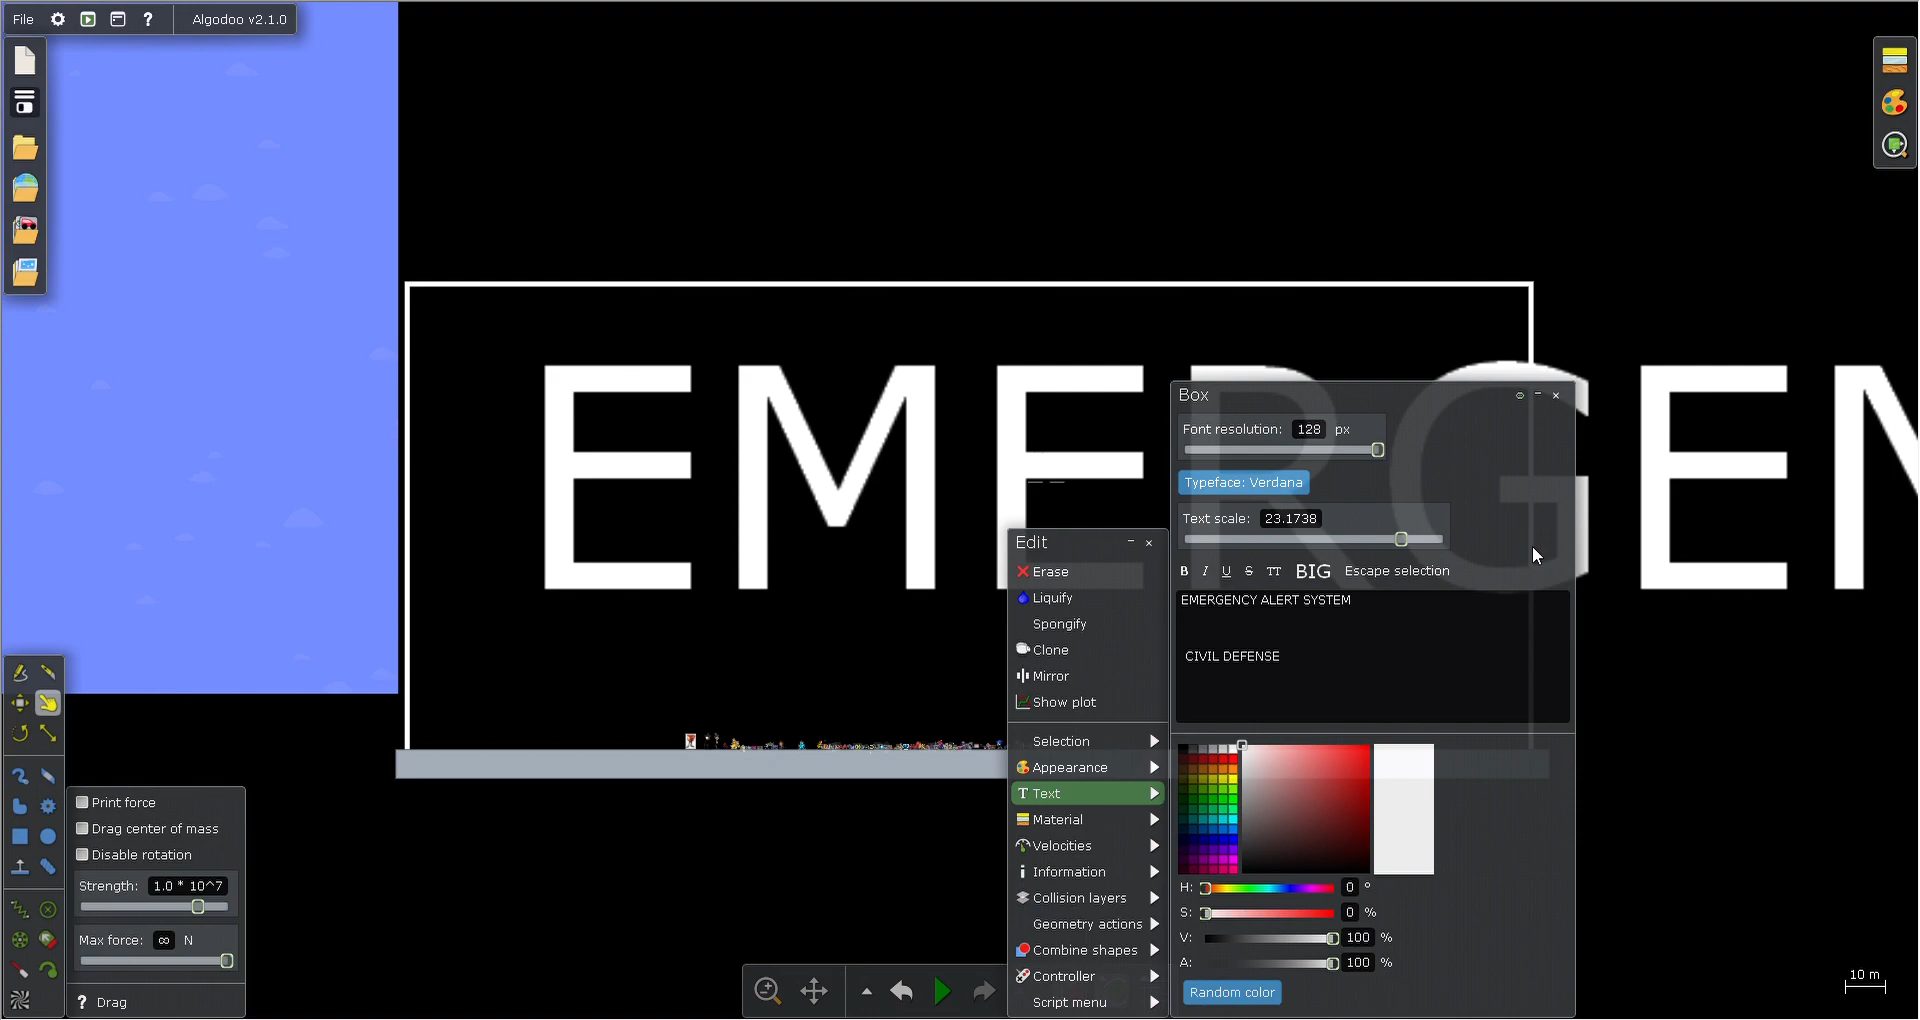 File ? Algodoo v2.1.0
EMERGEN
Box
Font resolution: 128 px
Typeface: Verdana
Text scale: 23.1738
B I U S TT BIG Escape selection
EMERGENCY ALERT SYSTEM
CIVIL DEFENSE
Edit
Erase
Liquify
Spongify
Clone
Mirror
Show plot
Selection
Appearance
T Text
Material
Velocities
Information
Collision layers
Geometry actions
Combine shapes
Controller
Script menu
H: 0 °
S: 0 %
V: 100 %
A: 100 %
Random color
Print force
Drag center of mass
Disable rotation
Strength: 1.0 * 10^7
Max force: ∞ N
? Drag
10 m